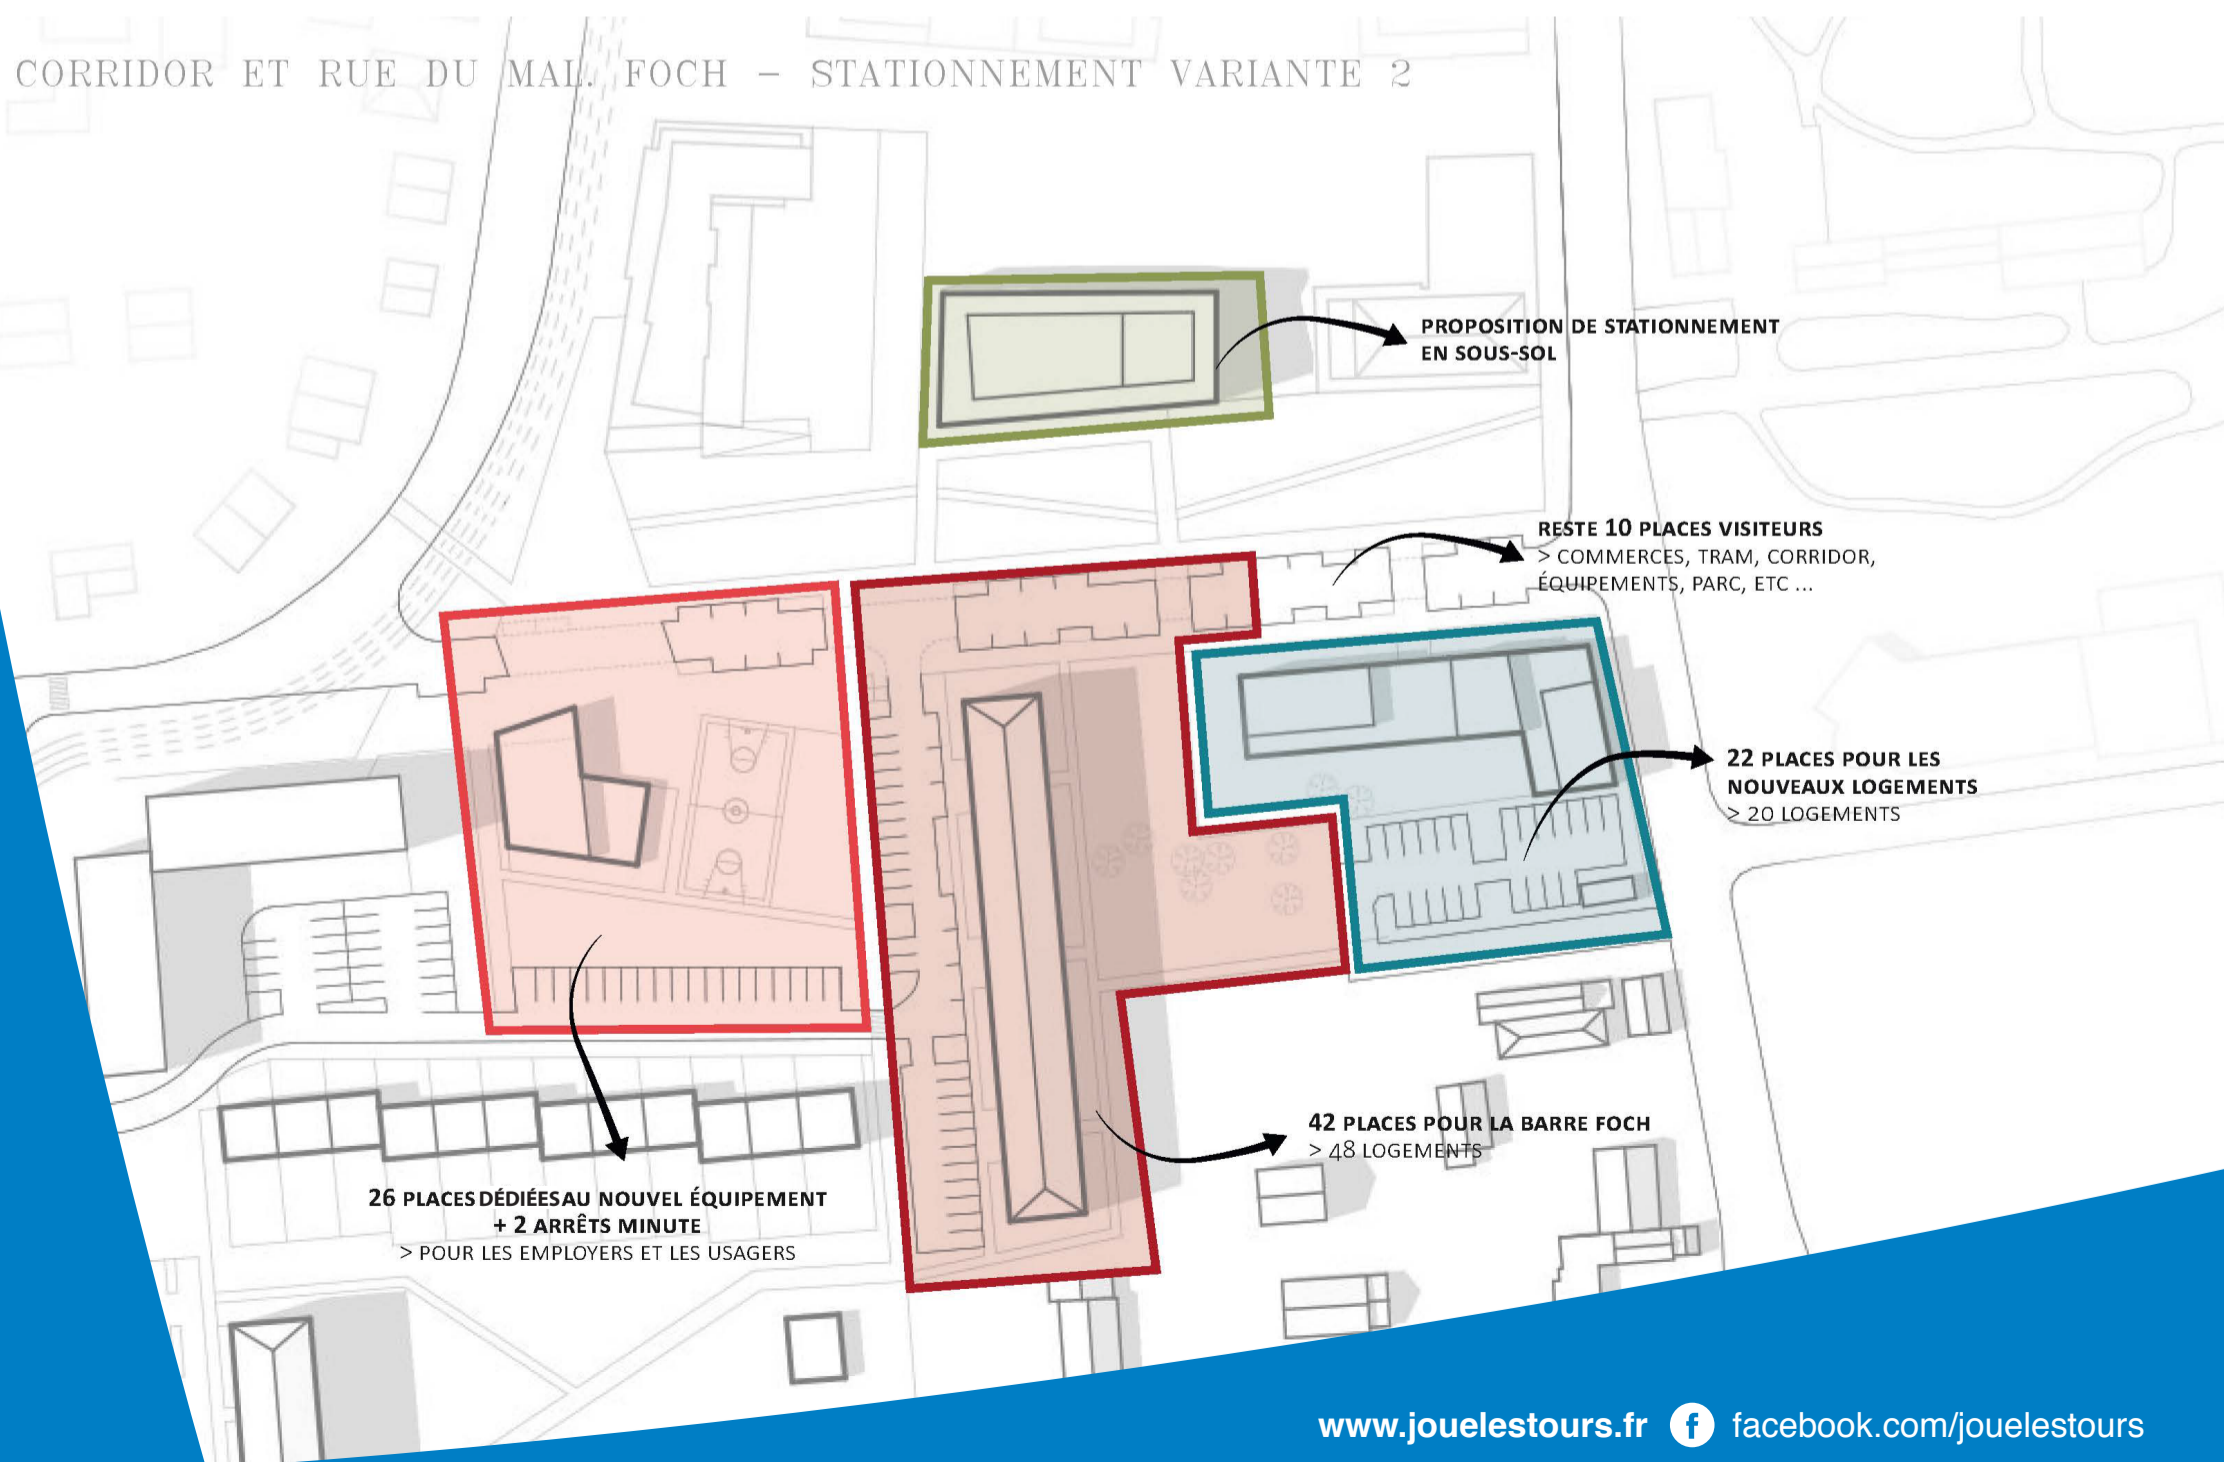 CORRIDOR ET RUE DU MAL. FOCH – STATIONNEMENT VARIANTE 2
PROPOSITION DE STATIONNEMENT
EN SOUS-SOL
RESTE 10 PLACES VISITEURS
> COMMERCES, TRAM, CORRIDOR,
ÉQUIPEMENTS, PARC, ETC ...
22 PLACES POUR LES
NOUVEAUX LOGEMENTS
> 20 LOGEMENTS
42 PLACES POUR LA BARRE FOCH
> 48 LOGEMENTS
26 PLACES DÉDIÉES AU NOUVEL ÉQUIPEMENT
+ 2 ARRÊTS MINUTE
> POUR LES EMPLOYERS ET LES USAGERS
www.jouelestours.fr f facebook.com/jouelestours